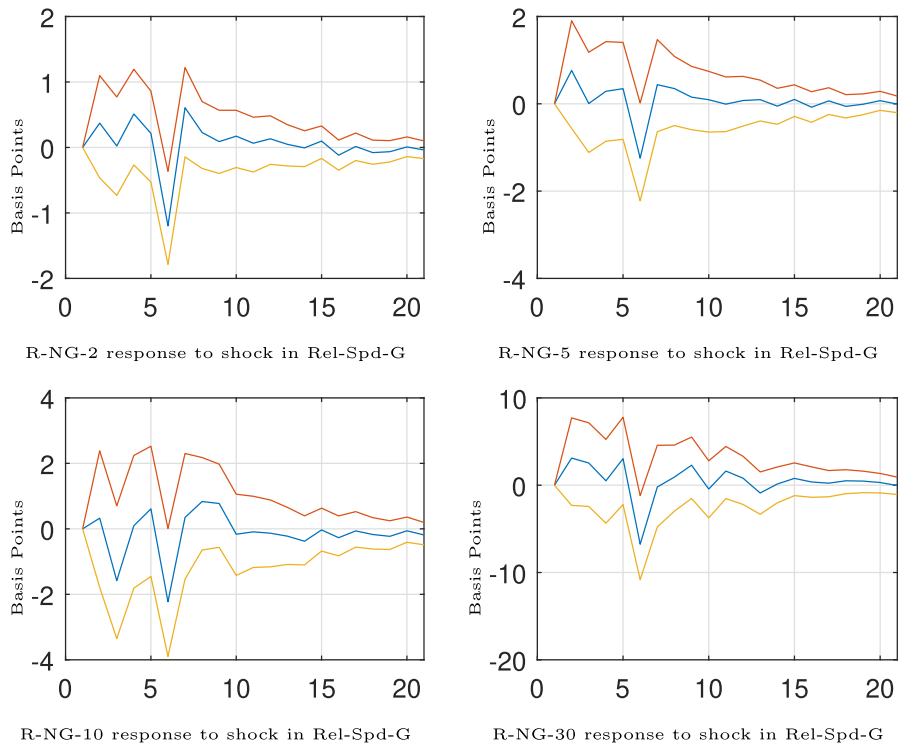 2
1
0
-1
-2
Basis Points
0 5 10 15 20
R-NG-2 response to shock in Rel-Spd-G
2
0
-2
-4
Basis Points
0 5 10 15 20
R-NG-5 response to shock in Rel-Spd-G
4
2
0
-2
-4
Basis Points
0 5 10 15 20
R-NG-10 response to shock in Rel-Spd-G
10
0
-10
-20
Basis Points
0 5 10 15 20
R-NG-30 response to shock in Rel-Spd-G